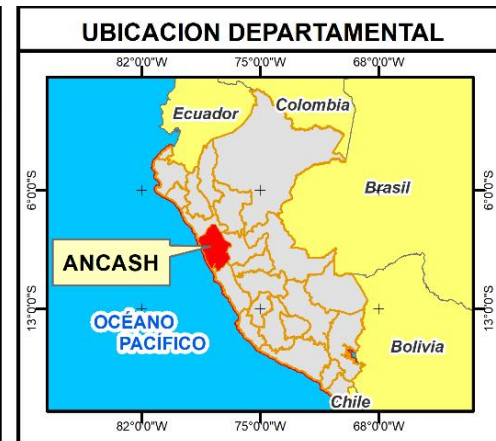 UBICACION DEPARTAMENTAL
82°0'0"W 75°0'0"W 68°0'0"W
Ecuador
Colombia
6°0'0"S
Brasil
6°0'0"S
ANCASH
13°0'0"S
OCÉANO
PACÍFICO
13°0'0"S
Bolivia
Chile
82°0'0"W 75°0'0"W 68°0'0"W